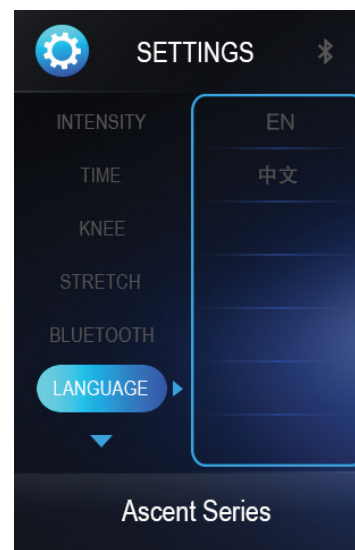 SETTINGS
INTENSITY
TIME
KNEE
STRETCH
BLUETOOTH
LANGUAGE
EN
中文
Ascent Series